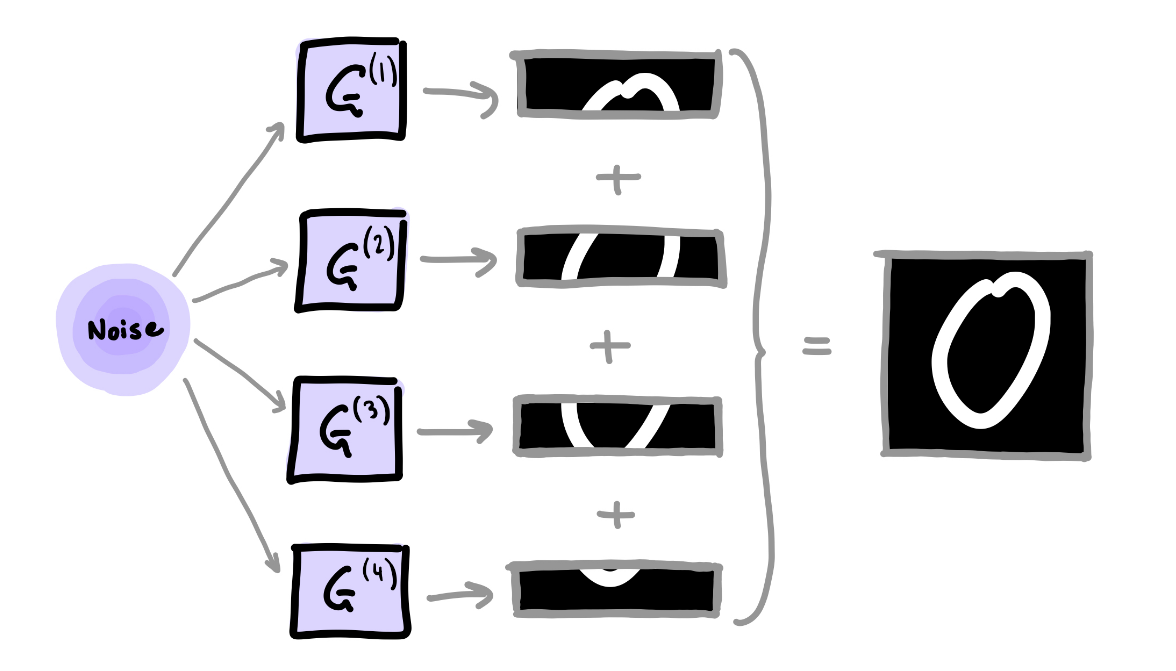 G(1)
+
G(2)
Noise
+
=
G(3)
+
G(4)